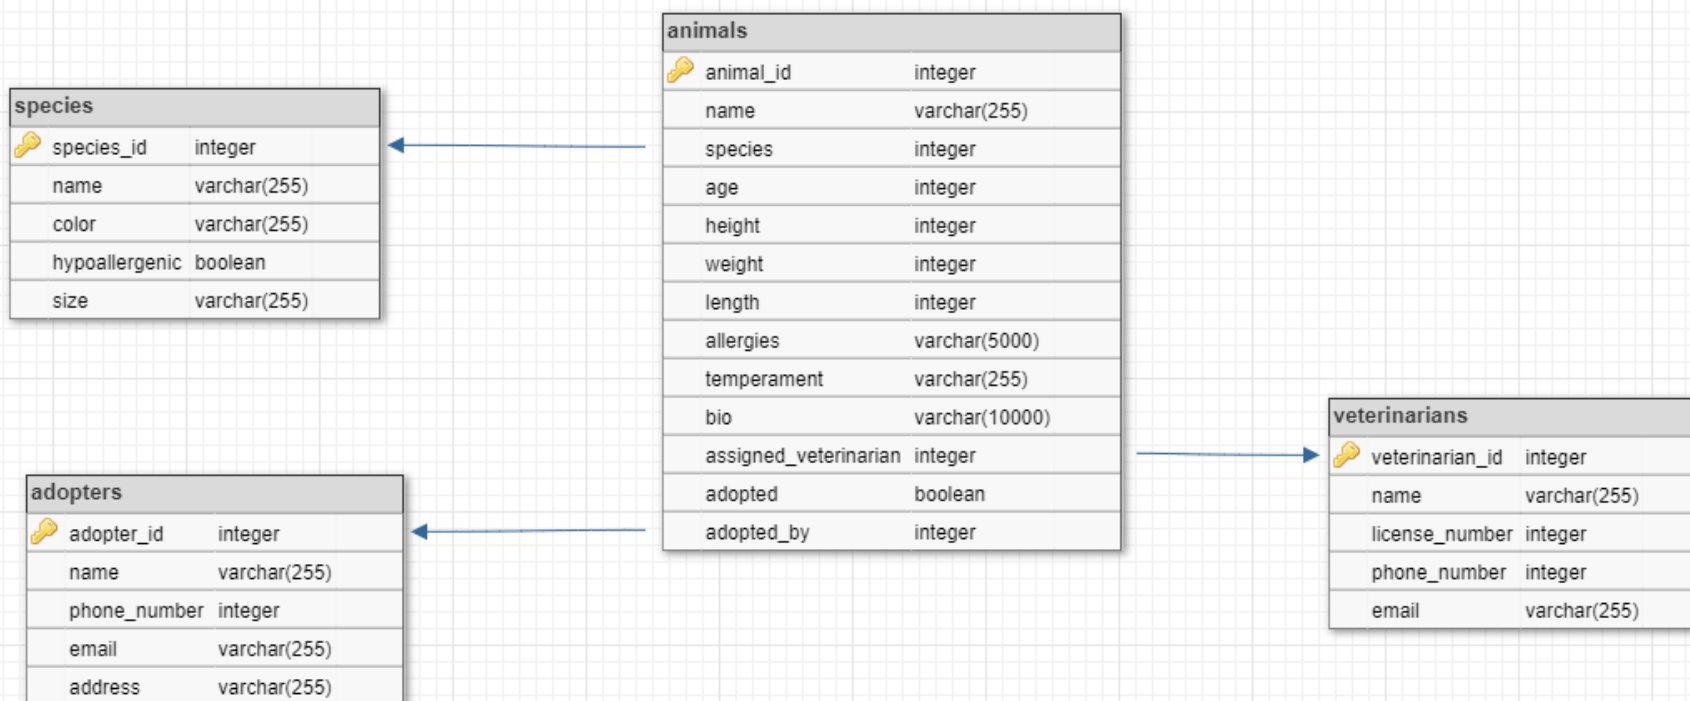 species
species_id integer
name varchar(255)
color varchar(255)
hypoallergenic boolean
size varchar(255)
animals
animal_id integer
name varchar(255)
species integer
age integer
height integer
weight integer
length integer
allergies varchar(5000)
temperament varchar(255)
bio varchar(10000)
assigned_veterinarian integer
adopted boolean
adopted_by integer
adopters
adopter_id integer
name varchar(255)
phone_number integer
email varchar(255)
address varchar(255)
veterinarians
veterinarian_id integer
name varchar(255)
license_number integer
phone_number integer
email varchar(255)